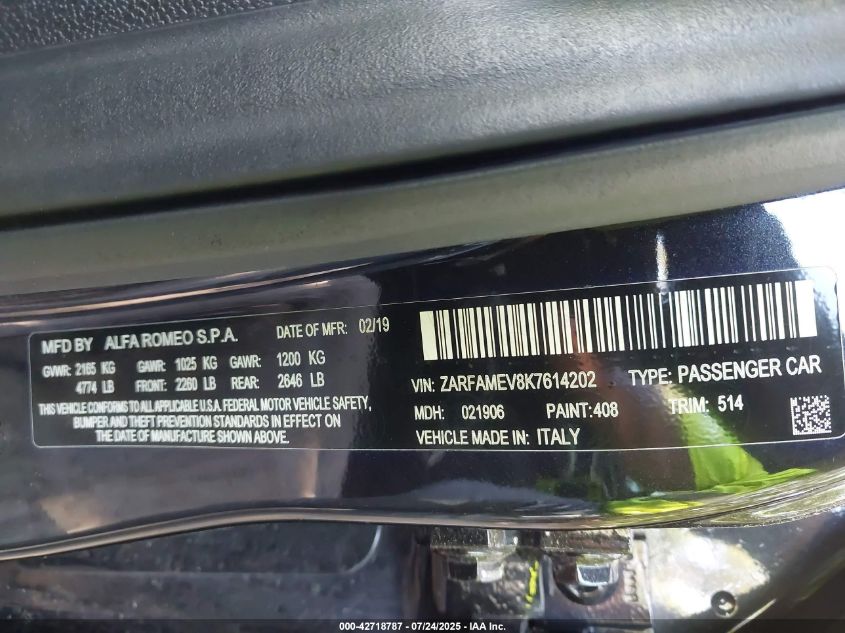 MFD BY ALFA ROMEO S.P.A. DATE OF MFR: 02/19
GVWR: 2165 KG GAWR: 1025 KG GAWR: 1200 KG
4774 LB FRONT: 2260 LB REAR: 2646 LB
THIS VEHICLE CONFORMS TO ALL APPLICABLE U.S.A. FEDERAL MOTOR VEHICLE SAFETY,
BUMPER AND THEFT PREVENTION STANDARDS IN EFFECT ON
THE DATE OF MANUFACTURE SHOWN ABOVE.
VIN: ZARFAMEV8K7614202 TYPE: PASSENGER CAR
MDH: 021906 PAINT:408 TRIM: 514
VEHICLE MADE IN: ITALY
000-42718787 - 07/24/2025 - IAA Inc.